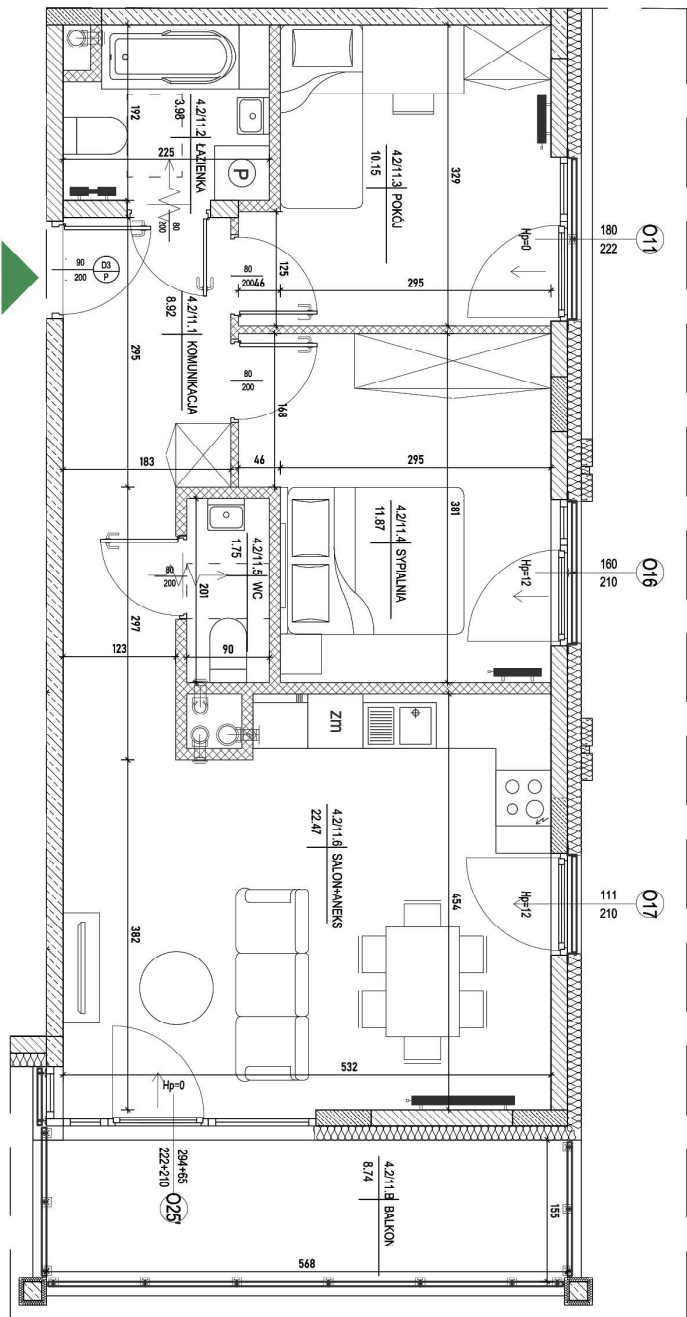 O11
180
222
O16
160
210
O17
111
210
4.2/11.2 ŁAZIENKA
3.98
192
225
P
80
200
4.2/11.3 POKÓJ
10.15
329
Hp=0
295
125
46
80
200
D3
P
90
200
4.2/11.1 KOMUNIKACJA
8.92
295
183
80
200
168
46
295
381
4.2/11.4 SYPIALNIA
11.87
Hp=12
4.2/11.5 WC
1.75
201
80
200
297
123
90
zm
4.2/11.6 SALON+ANEKS
22.47
454
Hp=12
382
532
Hp=0
294+65
222+210
O25'
4.2/11.B BALKON
8.74
155
568